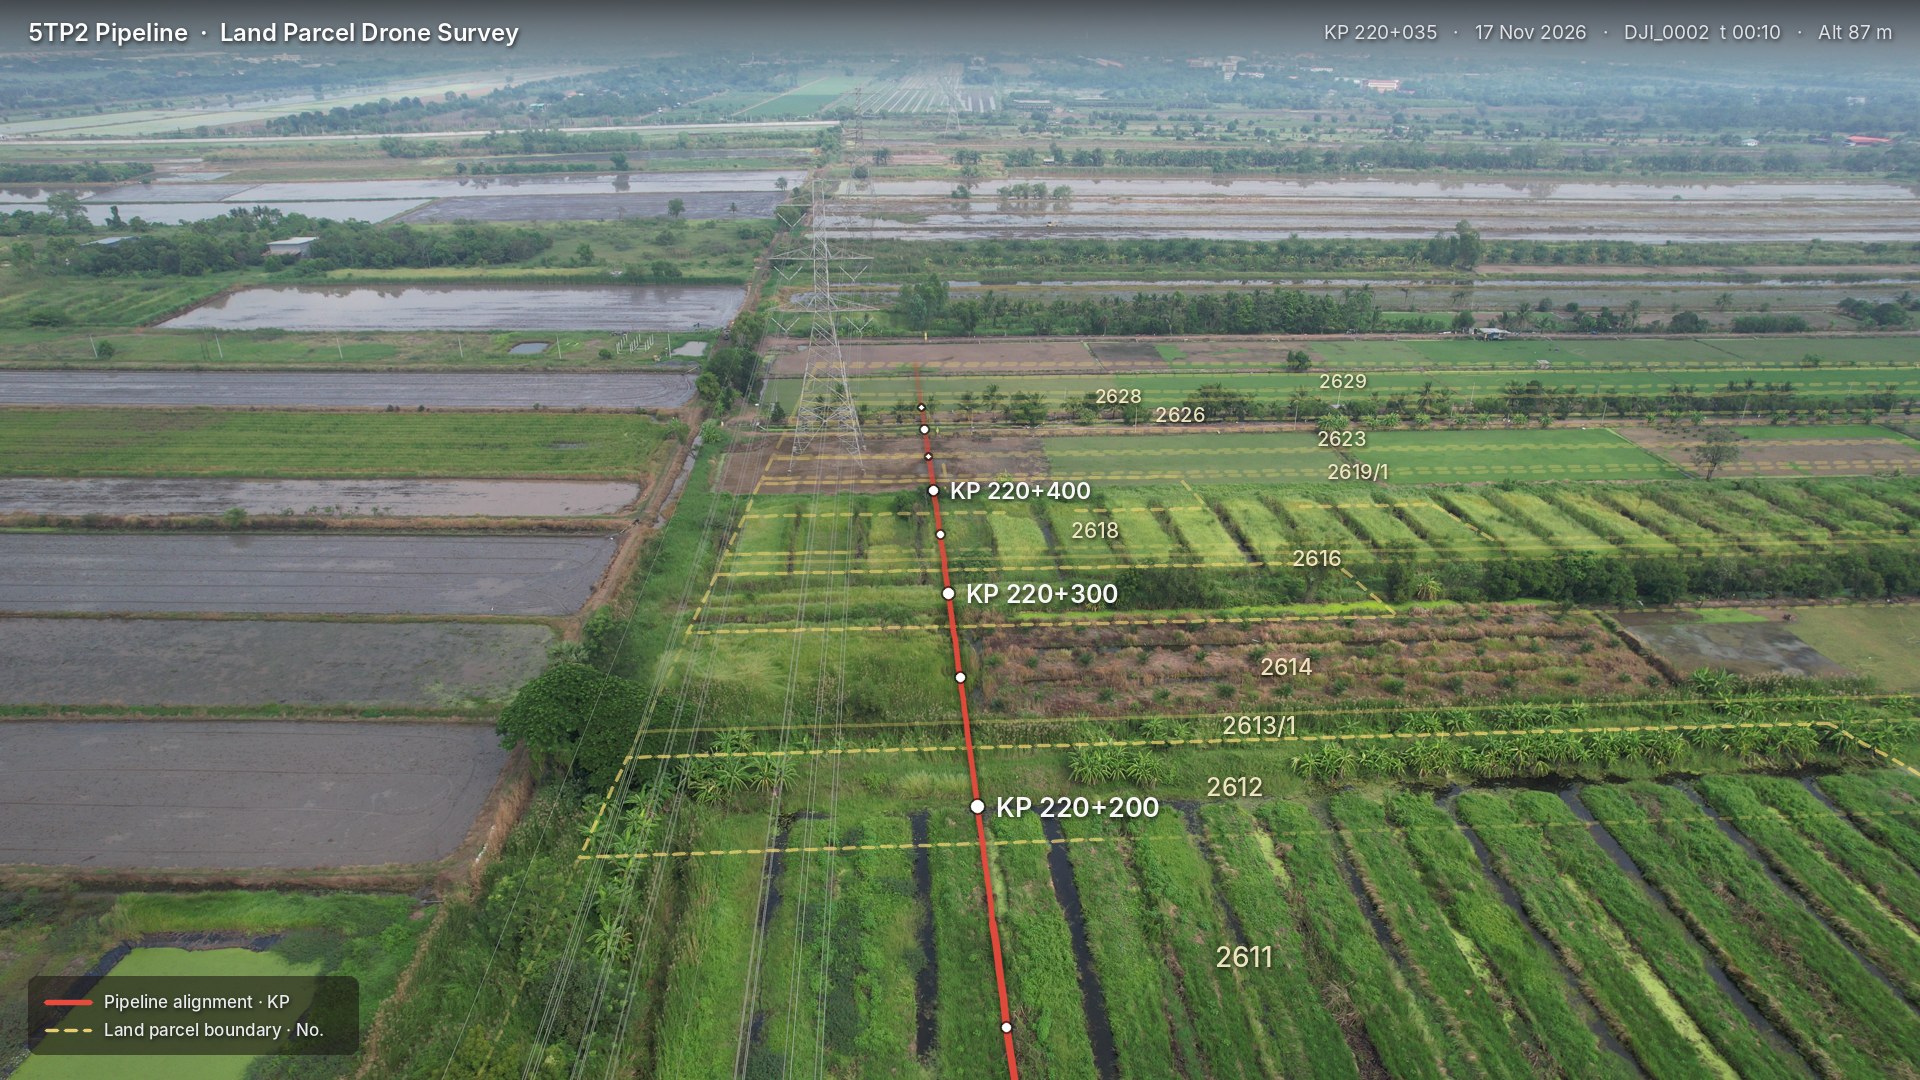 5TP2 Pipeline · Land Parcel Drone Survey
KP 220+035 · 17 Nov 2026 · DJI_0002 t 00:10 · Alt 87 m
2629
2628
2626
2623
2619/1
KP 220+400
2618
2616
KP 220+300
2614
2613/1
2612
KP 220+200
2611
Pipeline alignment · KP
Land parcel boundary · No.